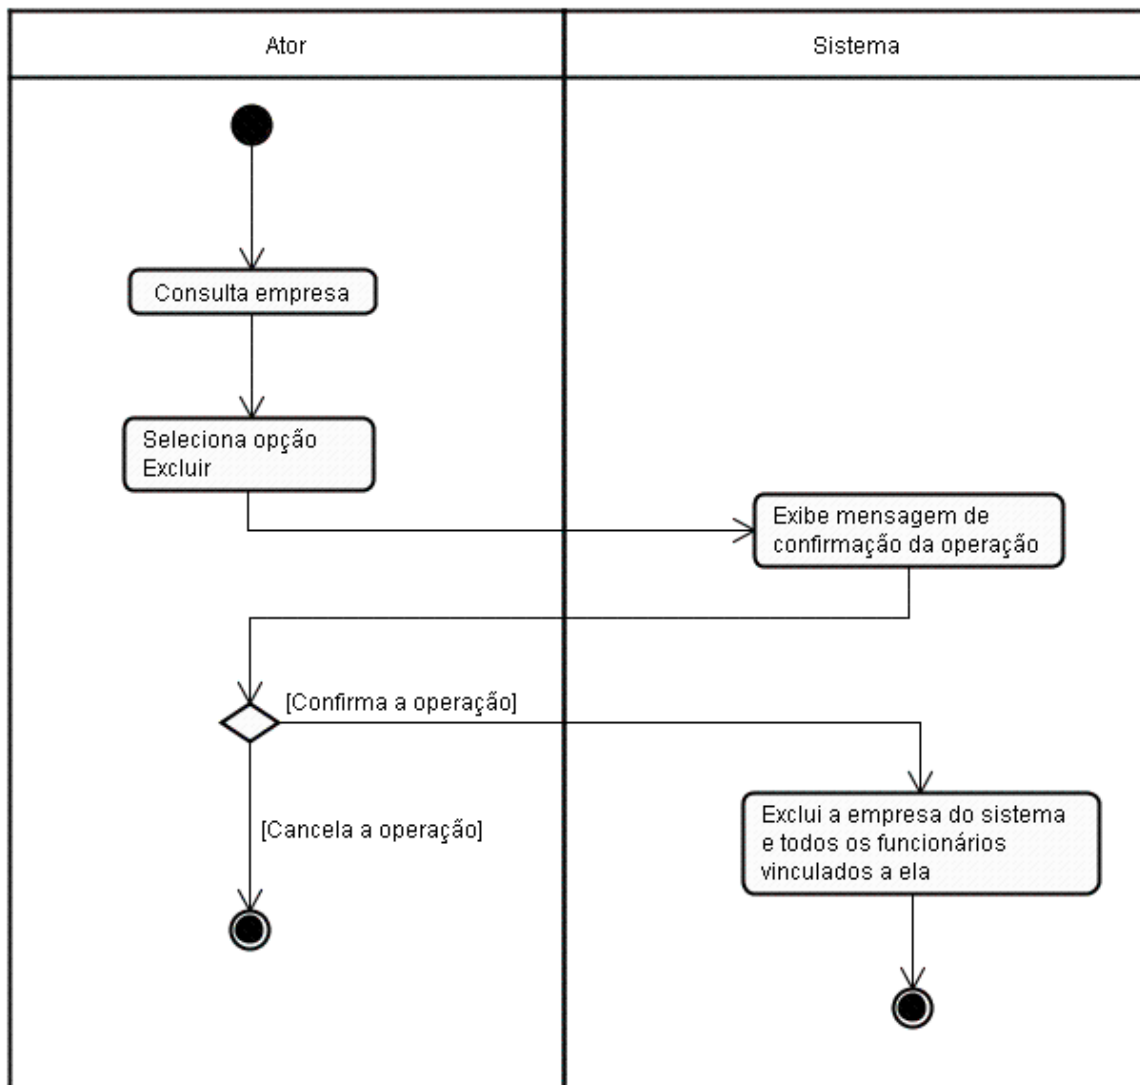 Ator
Sistema
Consulta empresa
Seleciona opção
Excluir
Exibe mensagem de
confirmação da operação
[Confirma a operação]
[Cancela a operação]
Exclui a empresa do sistema
e todos os funcionários
vinculados a ela